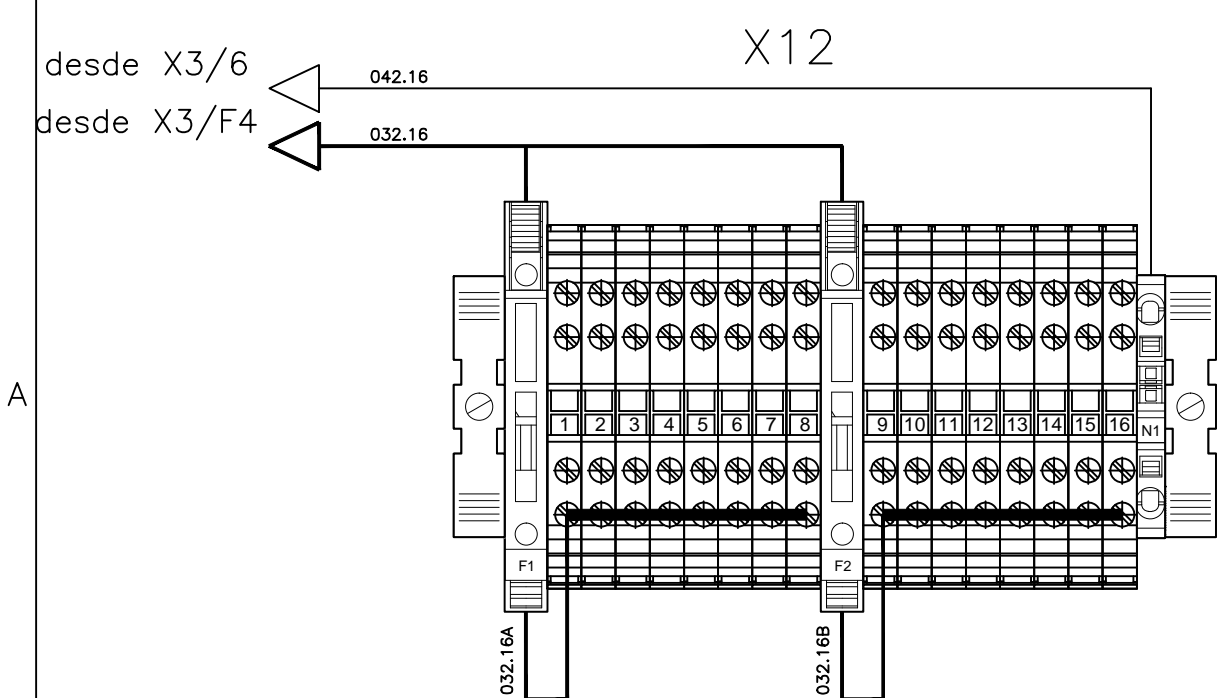 X12
desde X3/6
042.16
desde X3/F4
032.16
A
1 2 3 4 5 6 7 8 9 10 11 12 13 14 15 16 N1
F1 F2
032.16A 032.16B